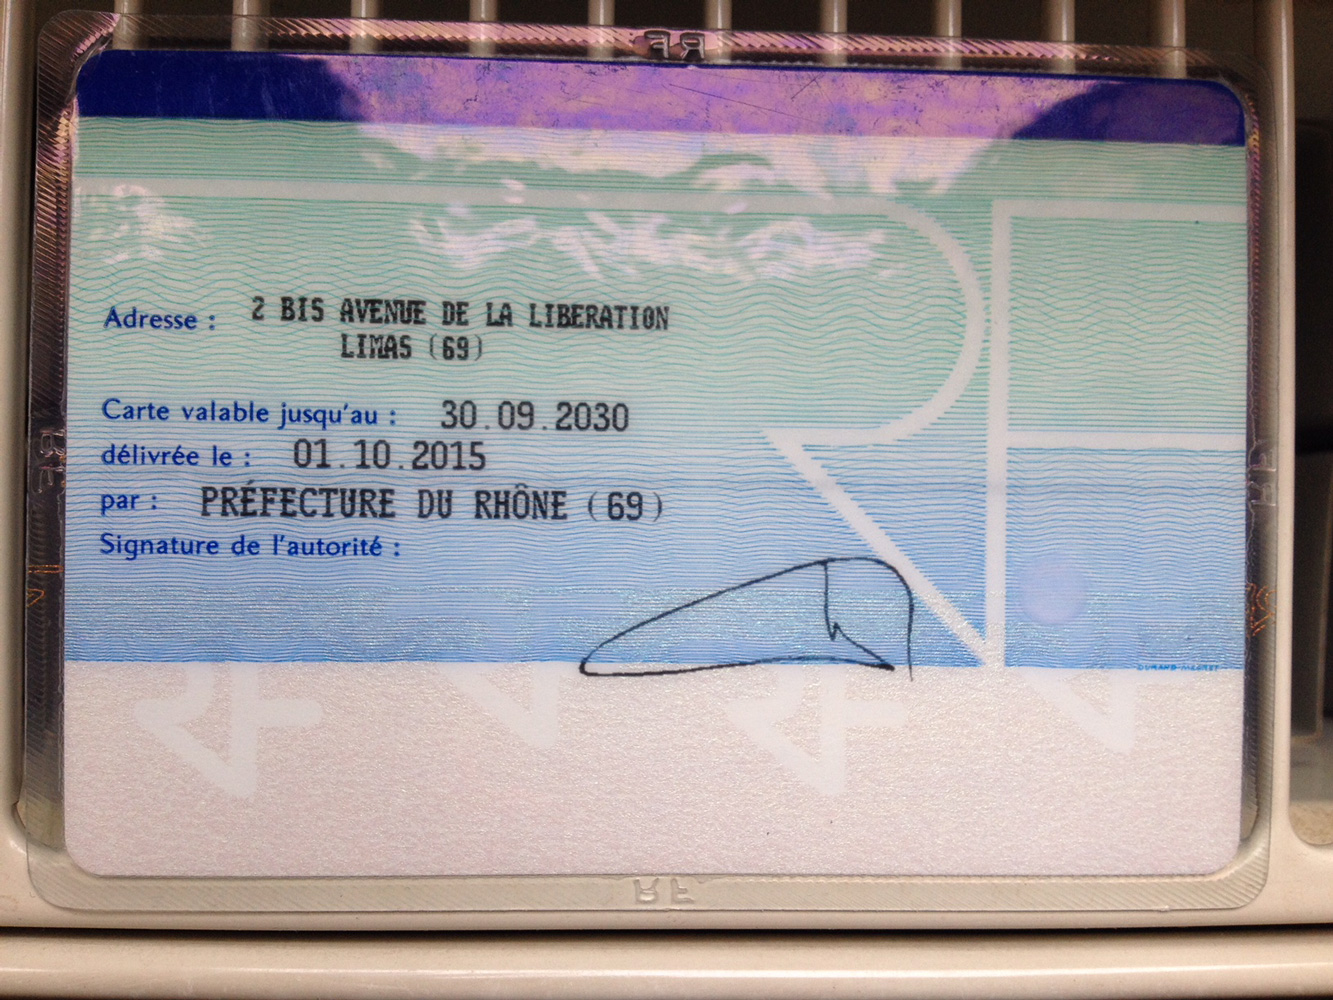 Adresse : 2 BIS AVENUE DE LA LIBERATION
LIMAS (69)
Carte valable jusqu'au : 30.09.2030
délivrée le : 01.10.2015
par : PRÉFECTURE DU RHÔNE (69)
Signature de l'autorité :
RF